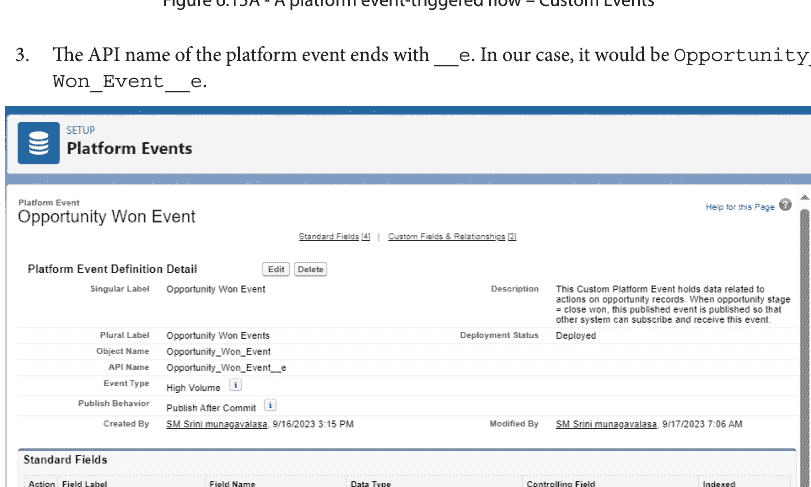 Figure 6.15A - A platform event-triggered flow – Custom Events
3. The API name of the platform event ends with __e. In our case, it would be Opportunity_
Won_Event__e.
SETUP
Platform Events
Platform Event
Opportunity Won Event
Help for this Page
Standard Fields [4] | Custom Fields & Relationships [2]
Platform Event Definition Detail Edit Delete
Singular Label Opportunity Won Event Description This Custom Platform Event holds data related to
actions on opportunity records. When opportunity stage
= close won, this published event is published so that
other system can subscribe and receive this event.
Plural Label Opportunity Won Events Deployment Status Deployed
Object Name Opportunity_Won_Event
API Name Opportunity_Won_Event__e
Event Type High Volume i
Publish Behavior Publish After Commit i
Created By SM Srini munagavalasa, 9/16/2023 3:15 PM Modified By SM Srini munagavalasa, 9/17/2023 7:06 AM
Standard Fields
Action Field Label Field Name Data Type Controlling Field Indexed